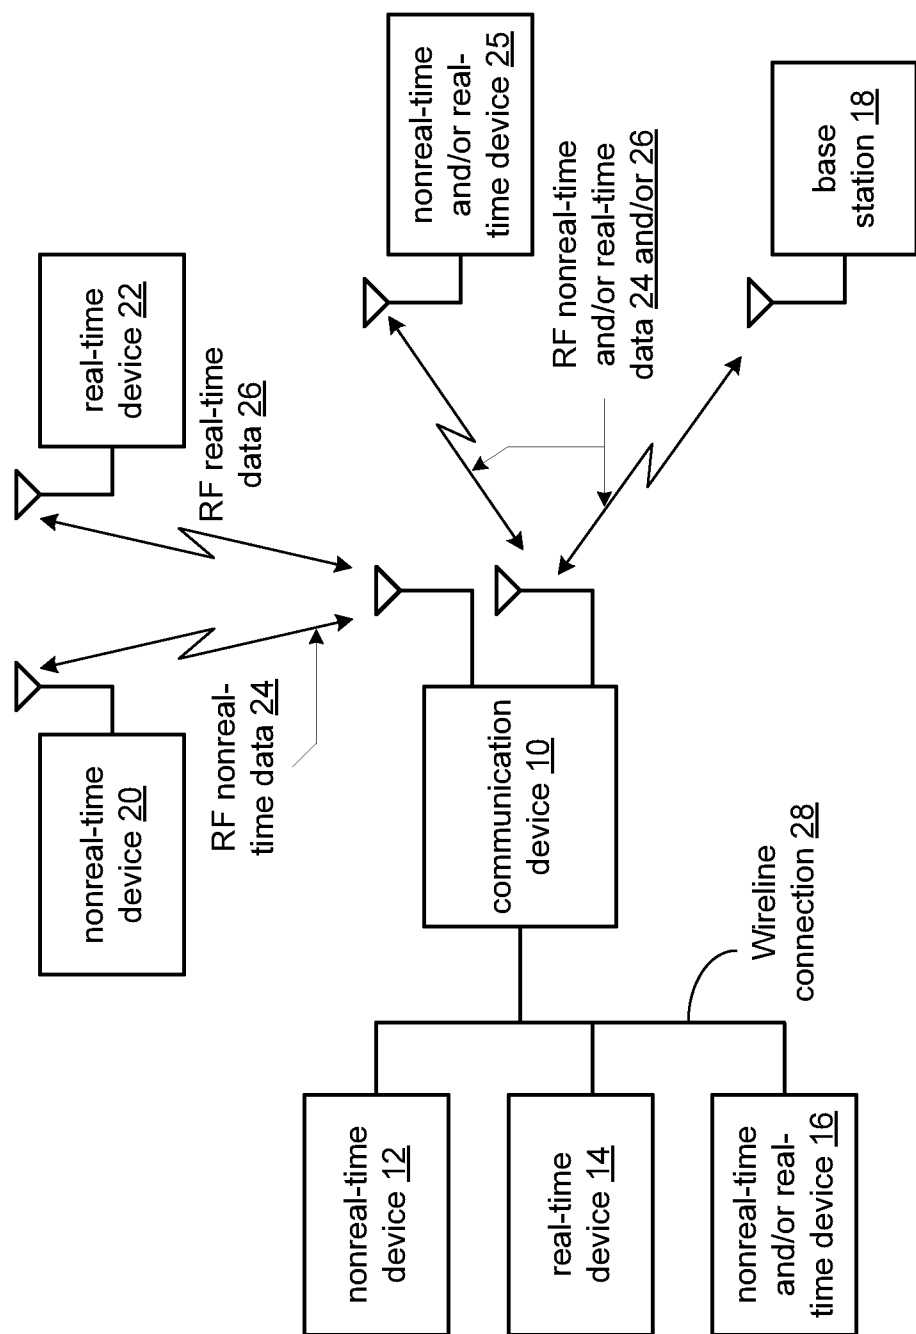 nonreal-time
device 20
real-time
device 22
RF nonreal-
time data 24
RF real-time
data 26
nonreal-time
device 12
communication
device 10
nonreal-time
and/or real-
time device 25
real-time
device 14
RF nonreal-time
and/or real-time
data 24 and/or 26
nonreal-time
and/or real-
time device 16
Wireline
connection 28
base
station 18